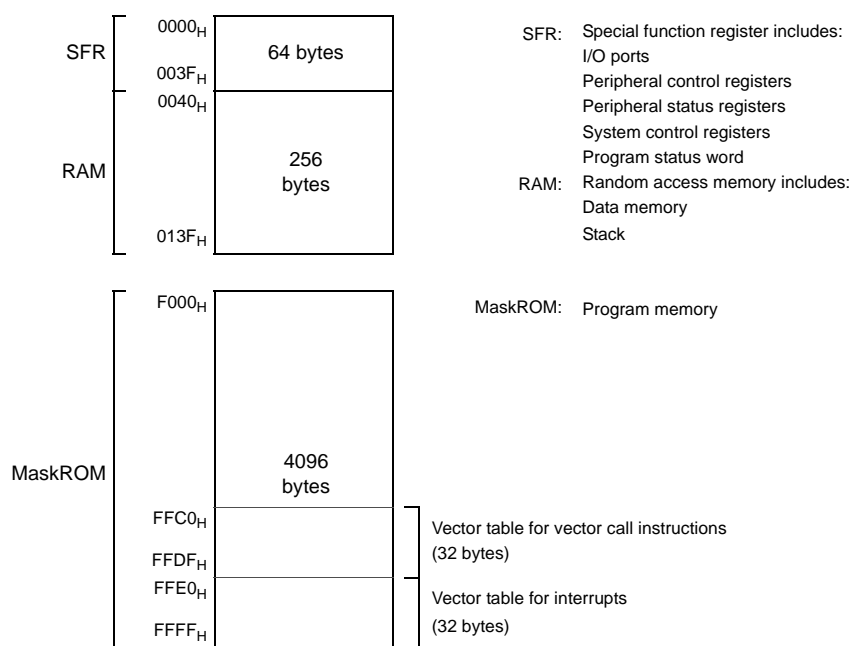 SFR
0000H
64 bytes
003FH
RAM
0040H
256
bytes
013FH
SFR: Special function register includes:
I/O ports
Peripheral control registers
Peripheral status registers
System control registers
Program status word
RAM: Random access memory includes:
Data memory
Stack
MaskROM
F000H
4096
bytes
MaskROM: Program memory
FFC0H
FFDFH
Vector table for vector call instructions
(32 bytes)
FFE0H
FFFFH
Vector table for interrupts
(32 bytes)